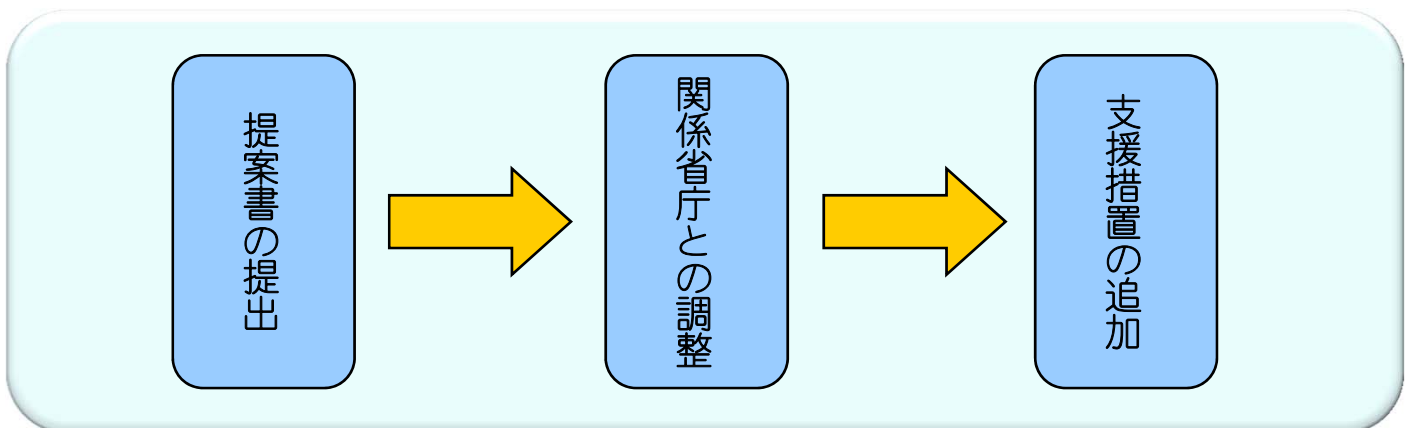 提案書の提出
関係省庁との調整
支援措置の追加